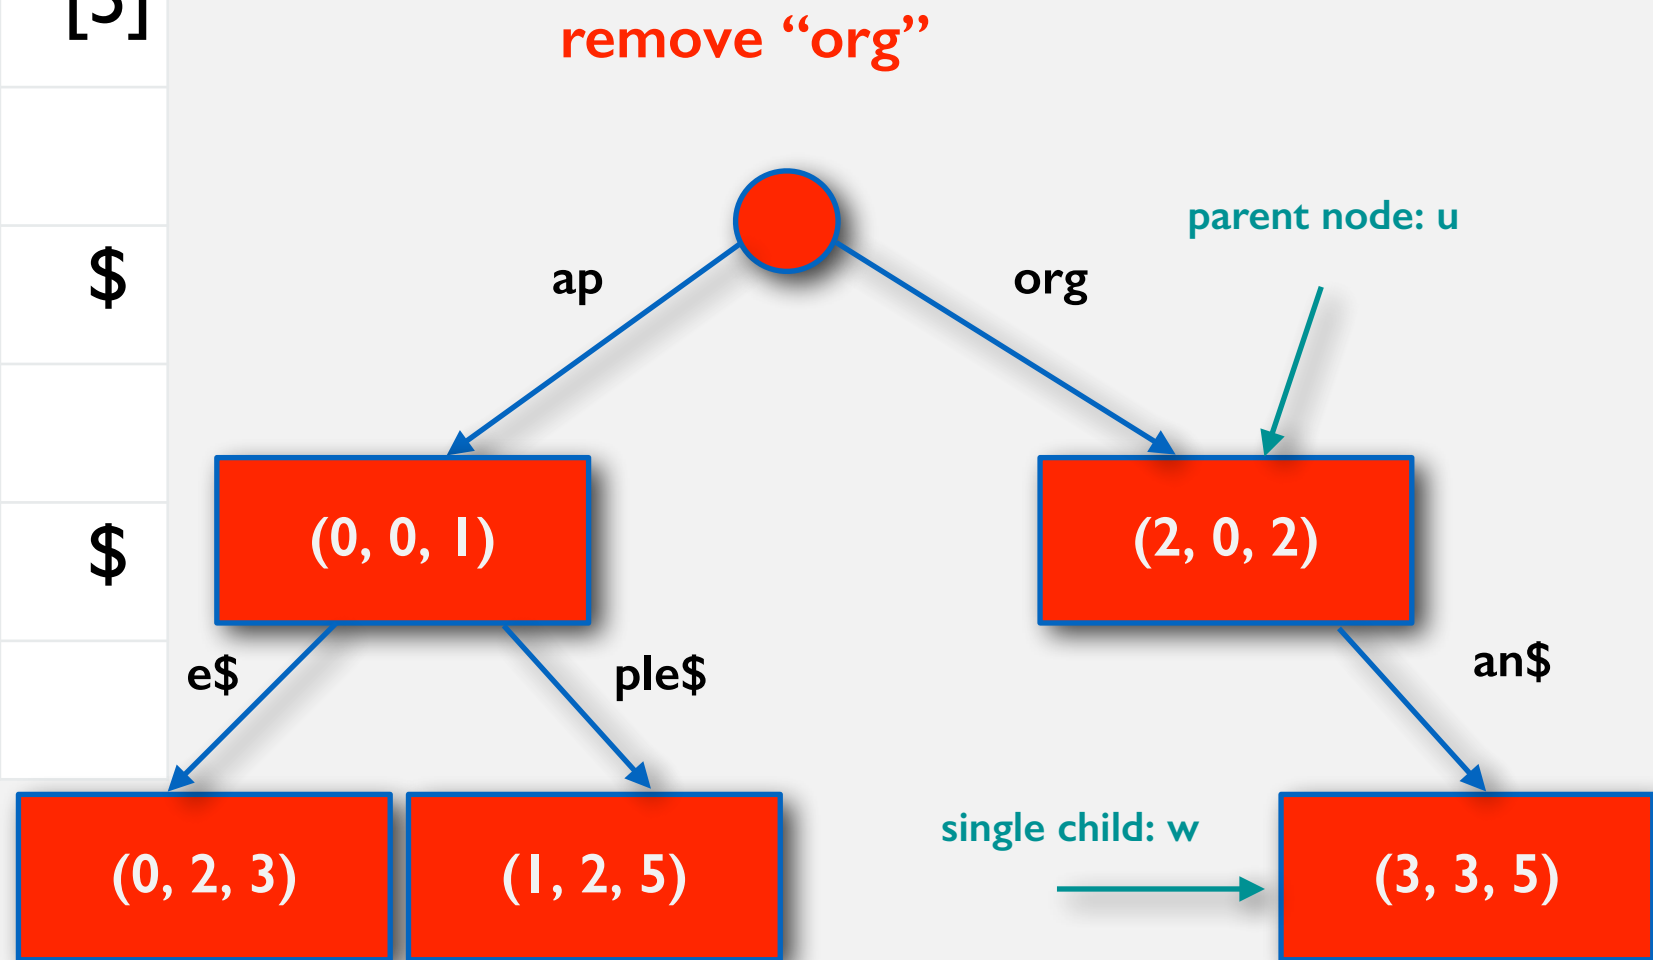 [5]
remove “org”
parent node: u
$
ap
org
(0, 0, 1)
(2, 0, 2)
$
e$
ple$
an$
single child: w
(0, 2, 3)
(1, 2, 5)
(3, 3, 5)